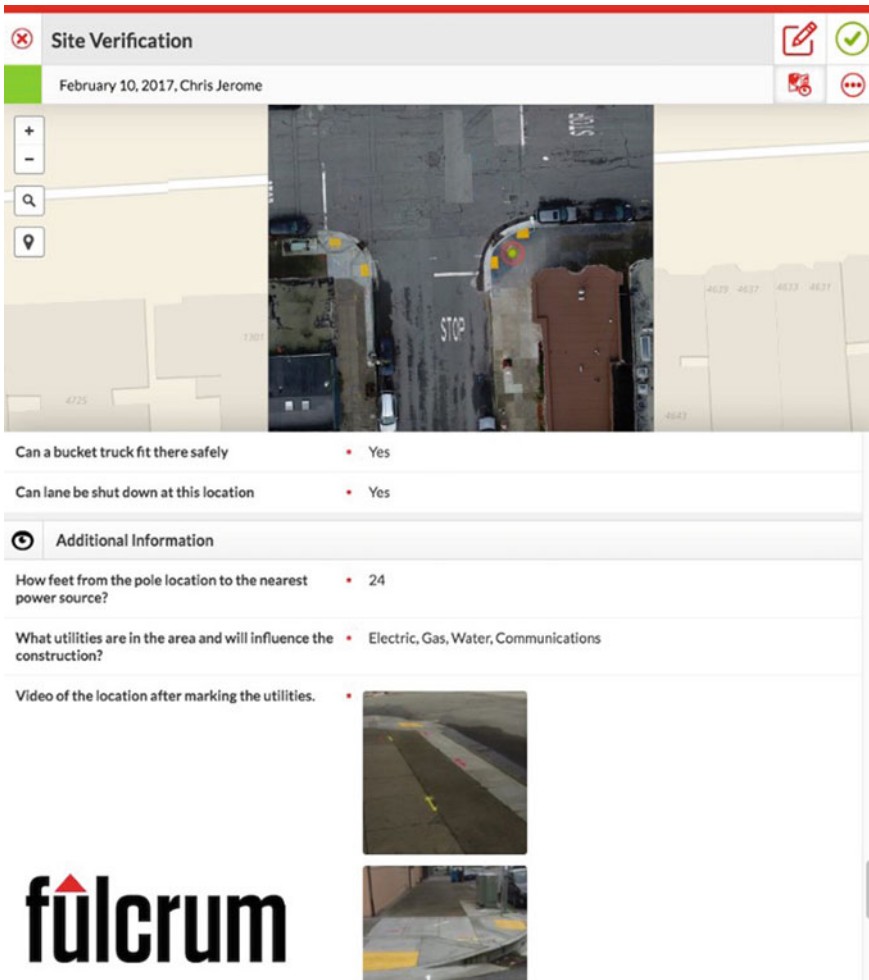 Site Verification
February 10, 2017, Chris Jerome
+
−
STOP
STOP
1301
4725
4639 4637 4633 4631
4643
Can a bucket truck fit there safely • Yes
Can lane be shut down at this location • Yes
Additional Information
How feet from the pole location to the nearest
power source? • 24
What utilities are in the area and will influence the
construction? • Electric, Gas, Water, Communications
Video of the location after marking the utilities. •
fulcrum